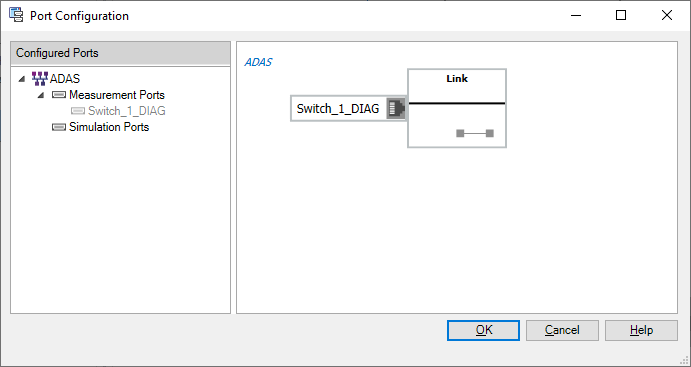 Port Configuration
Configured Ports
ADAS
Measurement Ports
Switch_1_DIAG
Simulation Ports
ADAS
Link
Switch_1_DIAG
OK
Cancel
Help